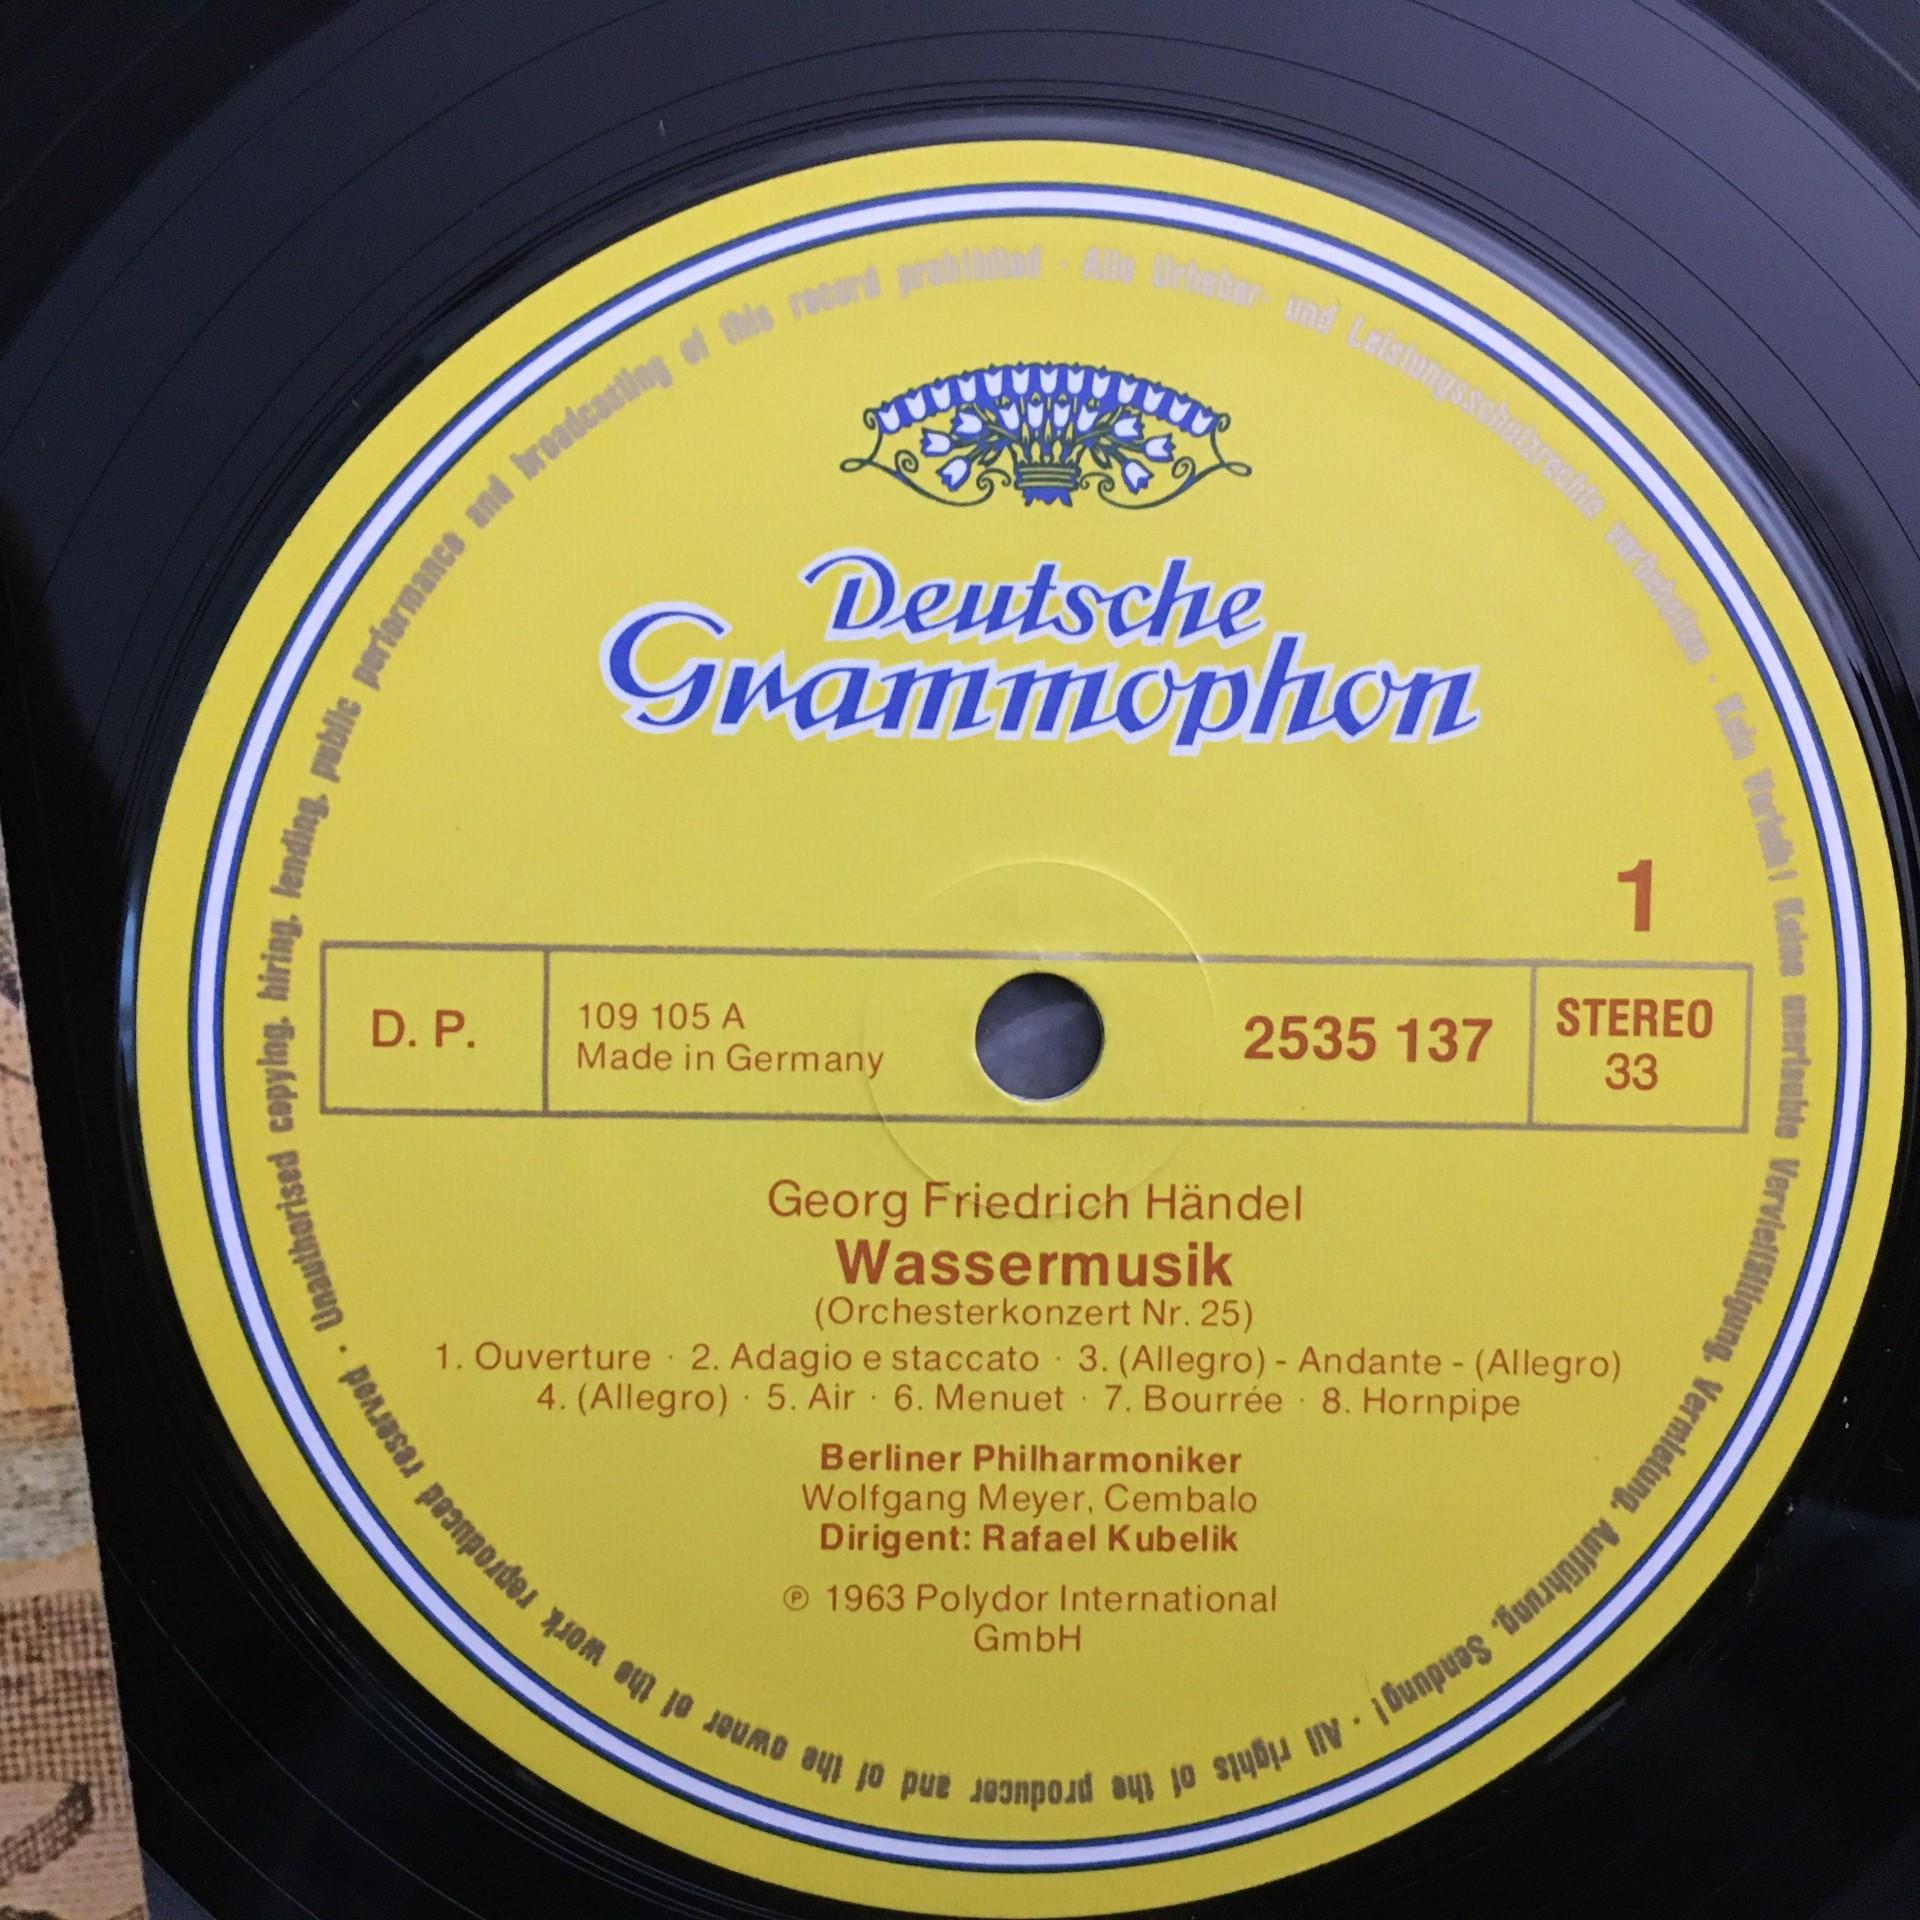 Deutsche
Grammophon
1
D. P.
109 105 A
Made in Germany
2535 137
STEREO
33
Georg Friedrich Händel
Wassermusik
(Orchesterkonzert Nr. 25)
1. Ouverture · 2. Adagio e staccato · 3. (Allegro) - Andante - (Allegro)
4. (Allegro) · 5. Air · 6. Menuet · 7. Bourrée · 8. Hornpipe
Berliner Philharmoniker
Wolfgang Meyer, Cembalo
Dirigent: Rafael Kubelik
℗ 1963 Polydor International
GmbH
Alle Urheber- und Leistungsschutzrechte vorbehalten · Kein Verleih! Keine unerlaubte Vervielfältigung, Vermietung, Aufführung, Sendung! · All rights of the producer and of the owner of the work reproduced reserved · Unauthorised copying, hiring, lending, public performance and broadcasting of this record prohibited ·